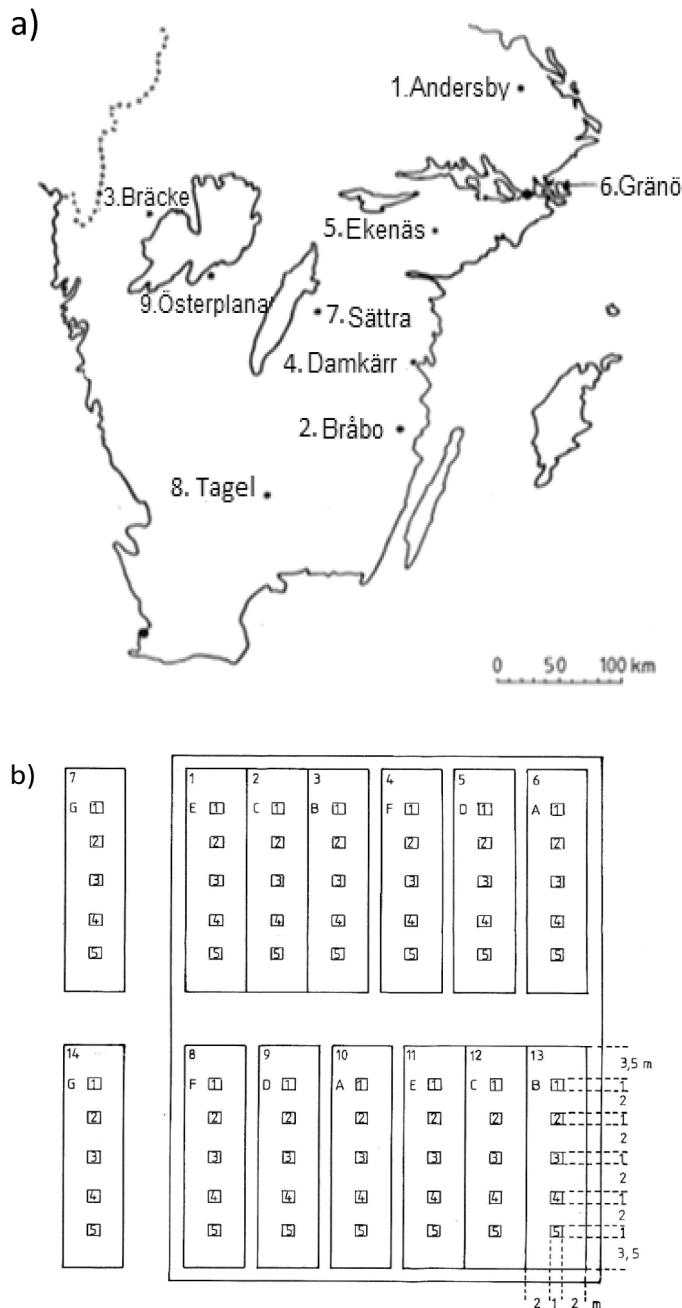 a)
1.Andersby
3.Bräcke
6.Gränö
5.Ekenäs
9.Österplana
7. Sättra
4. Damkärr
2. Bråbo
8. Tagel
0 50 100 km
b)
7 1 2 3 4 5 6
G 1 E 1 C 1 B 1 F 1 D 1 A 1
2 2 2 2 2 2 2
3 3 3 3 3 3 3
4 4 4 4 4 4 4
5 5 5 5 5 5 5
14 8 9 10 11 12 13
3,5 m
G 1 F 1 D 1 A 1 E 1 C 1 B 1 1
2
2 2 2 2 2 2 2 1
2
3 3 3 3 3 3 3 1
2
4 4 4 4 4 4 4 1
2
5 5 5 5 5 5 5 1
3,5
2 1 2 m